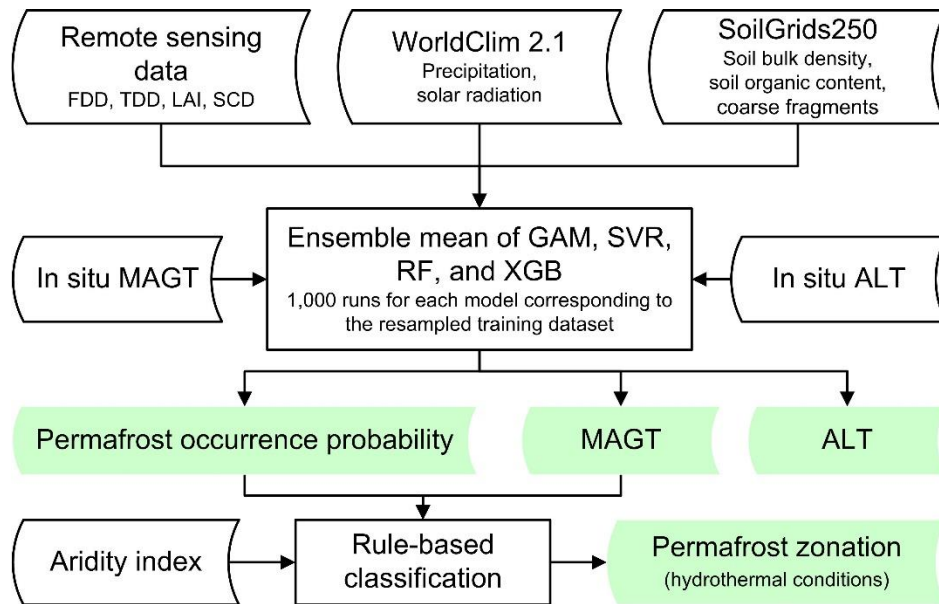 Remote sensing
data
FDD, TDD, LAI, SCD
WorldClim 2.1
Precipitation,
solar radiation
SoilGrids250
Soil bulk density,
soil organic content,
coarse fragments
Ensemble mean of GAM, SVR,
RF, and XGB
1,000 runs for each model corresponding to
the resampled training dataset
In situ MAGT
In situ ALT
Permafrost occurrence probability
MAGT
ALT
Aridity index
Rule-based
classification
Permafrost zonation
(hydrothermal conditions)